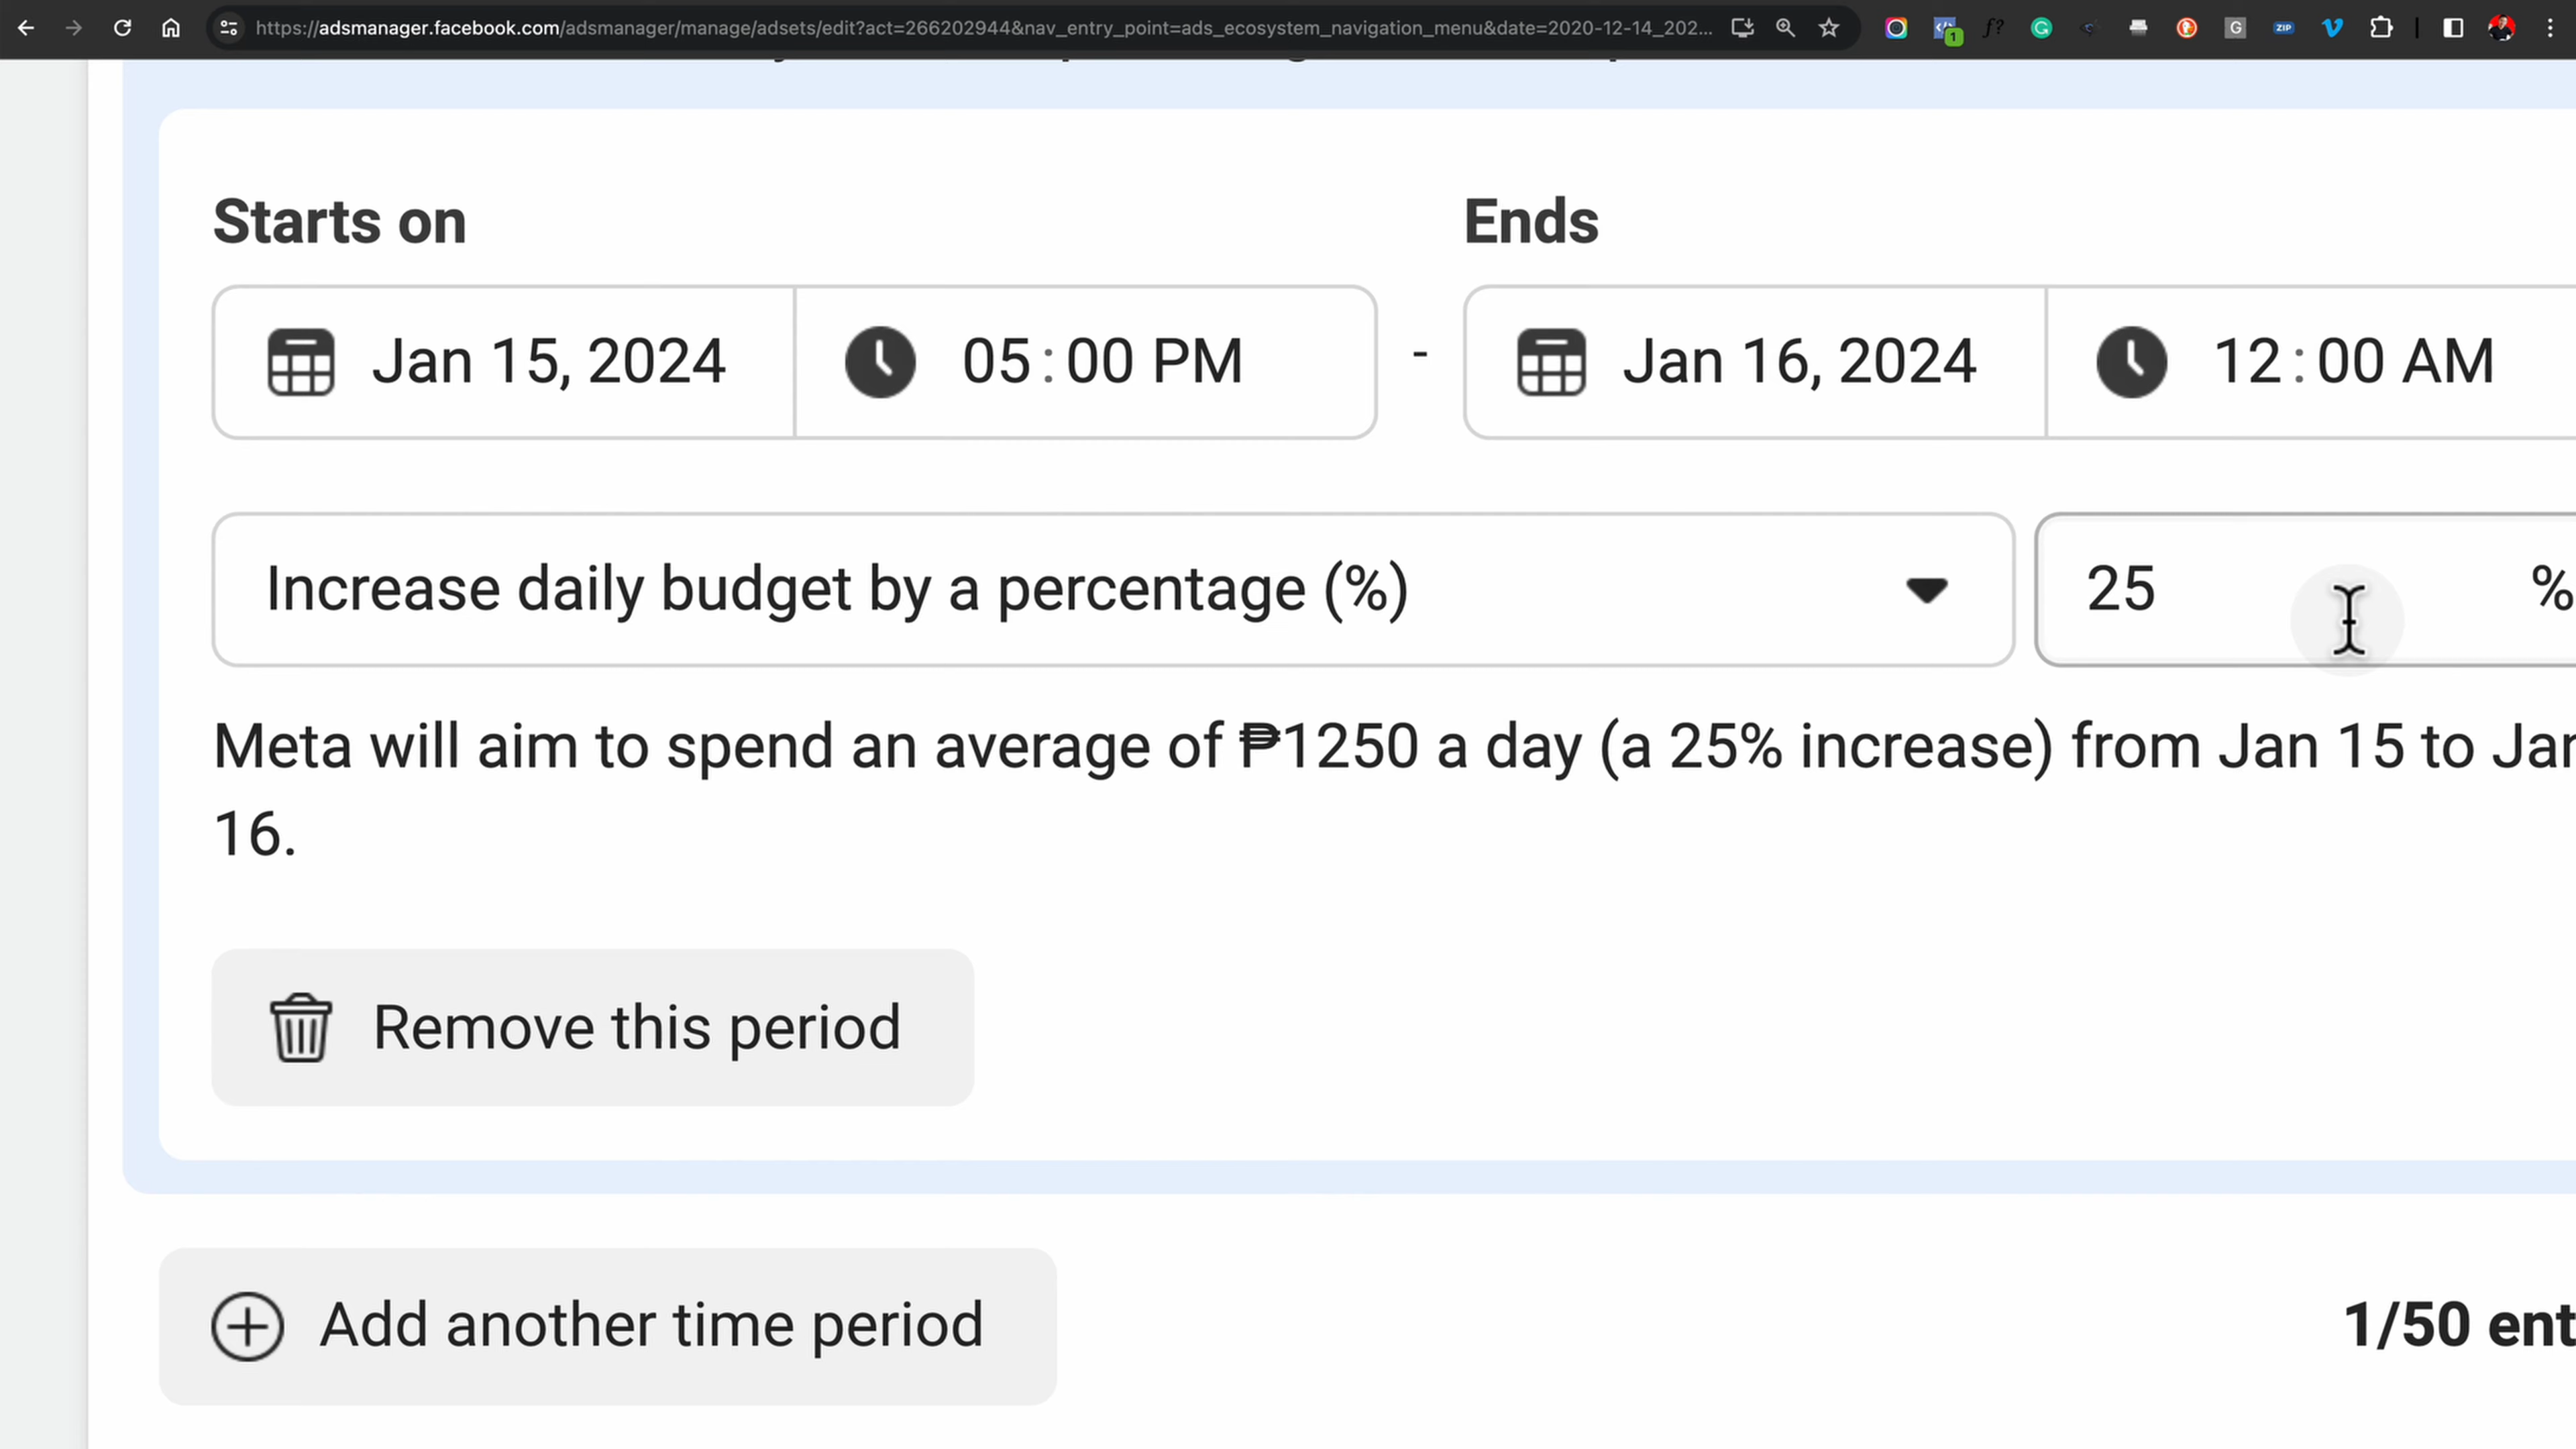 https://adsmanager.facebook.com/adsmanager/manage/adsets/edit?act=266202944&nav_entry_point=ads_ecosystem_navigation_menu&date=2020-12-14_202...
1
f?
G
ZIP
Starts on
Ends
Jan 15, 2024
05:00 PM
-
Jan 16, 2024
12:00 AM
Increase daily budget by a percentage (%)
25
%
Meta will aim to spend an average of ₱1250 a day (a 25% increase) from Jan 15 to Jan
16.
Remove this period
Add another time period
1/50 ent